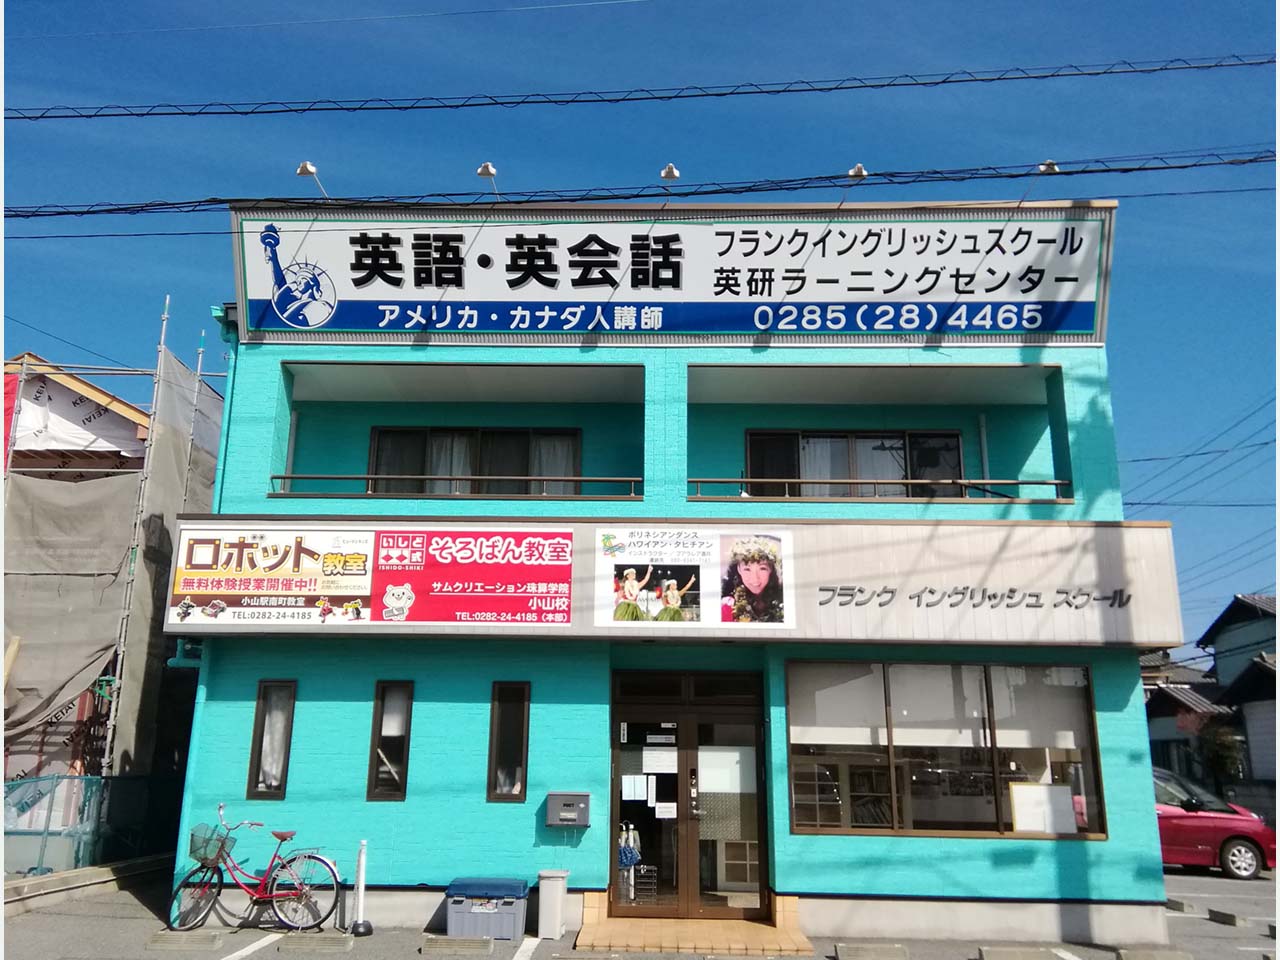 英語・英会話
フランクイングリッシュスクール
英研ラーニングセンター
アメリカ・カナダ人講師
0285(28)4465
ロボット教室
無料体験授業開催中!!
小山駅南町教室
TEL:0282-24-4185
いしど式
ISHIDO-SHIKI
そろばん教室
サムクリエーション珠算学院
小山校
TEL:0282-24-4185（本部）
ポリネシアンダンス
ハワイアン・タヒチアン
フランク イングリッシュ スクール
POST
KEITAI